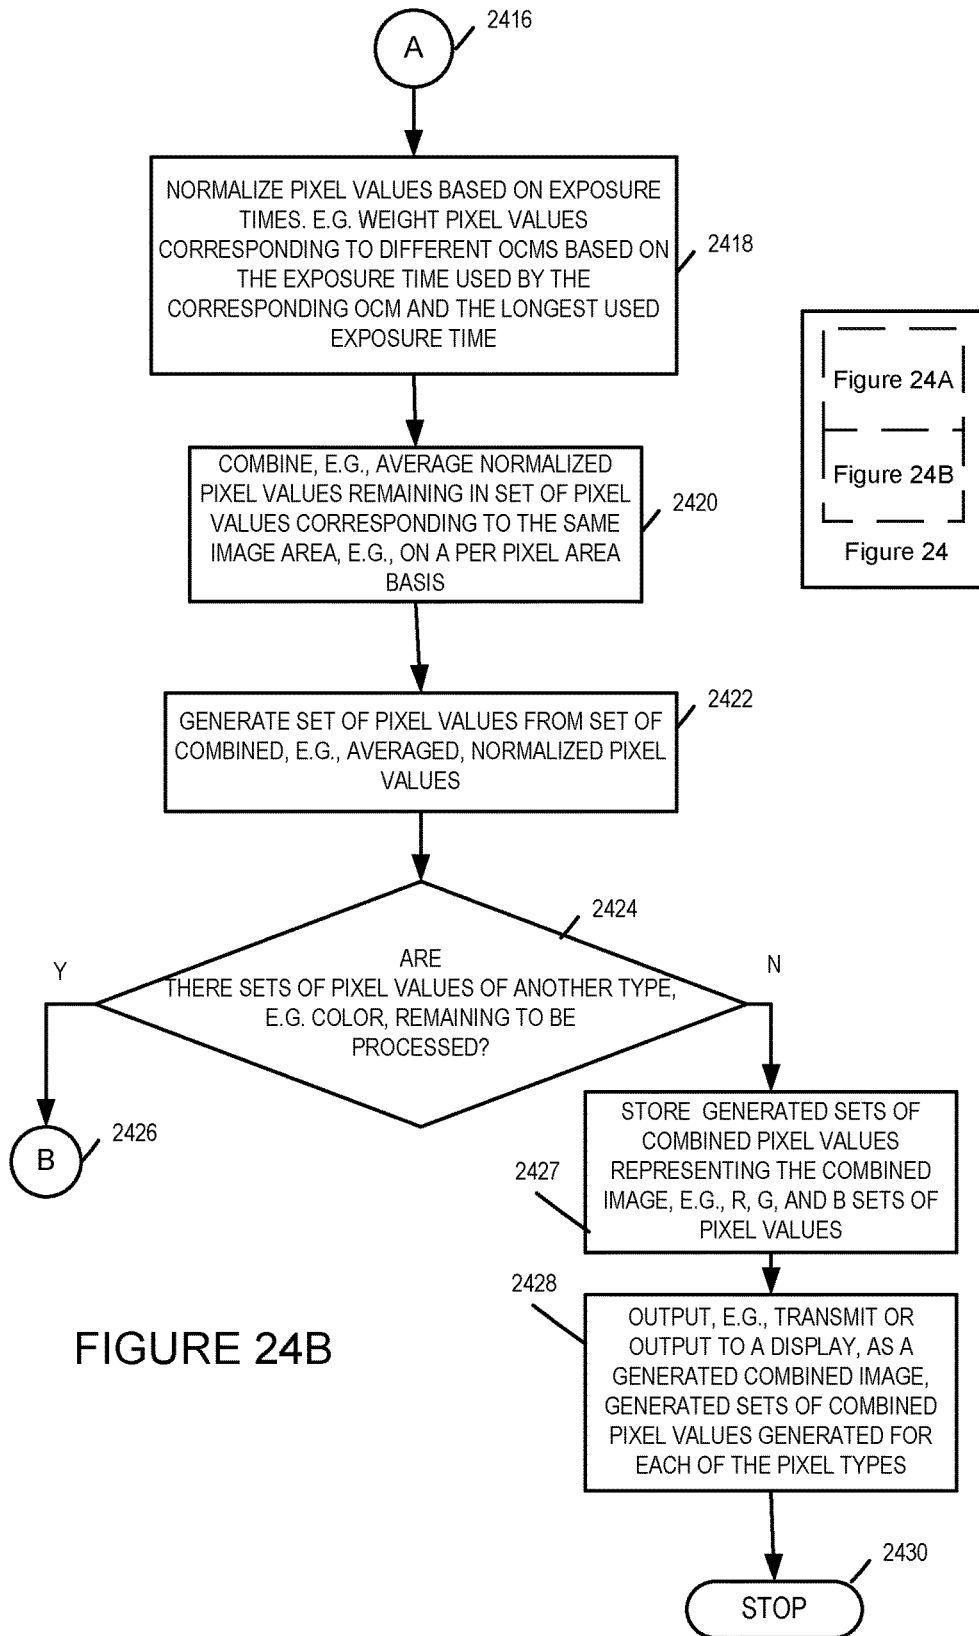 2416
A
NORMALIZE PIXEL VALUES BASED ON EXPOSURE
TIMES. E.G. WEIGHT PIXEL VALUES
CORRESPONDING TO DIFFERENT OCMS BASED ON
THE EXPOSURE TIME USED BY THE
CORRESPONDING OCM AND THE LONGEST USED
EXPOSURE TIME
2418
Figure 24A
Figure 24B
Figure 24
COMBINE, E.G., AVERAGE NORMALIZED
PIXEL VALUES REMAINING IN SET OF PIXEL
VALUES CORRESPONDING TO THE SAME
IMAGE AREA, E.G., ON A PER PIXEL AREA
BASIS
2420
GENERATE SET OF PIXEL VALUES FROM SET OF
COMBINED, E.G., AVERAGED, NORMALIZED PIXEL
VALUES
2422
2424
ARE
THERE SETS OF PIXEL VALUES OF ANOTHER TYPE,
E.G. COLOR, REMAINING TO BE
PROCESSED?
Y
N
B
2426
STORE GENERATED SETS OF
COMBINED PIXEL VALUES
REPRESENTING THE COMBINED
IMAGE, E.G., R, G, AND B SETS OF
PIXEL VALUES
2427
2428
OUTPUT, E.G., TRANSMIT OR
OUTPUT TO A DISPLAY, AS A
GENERATED COMBINED IMAGE,
GENERATED SETS OF COMBINED
PIXEL VALUES GENERATED FOR
EACH OF THE PIXEL TYPES
FIGURE 24B
2430
STOP